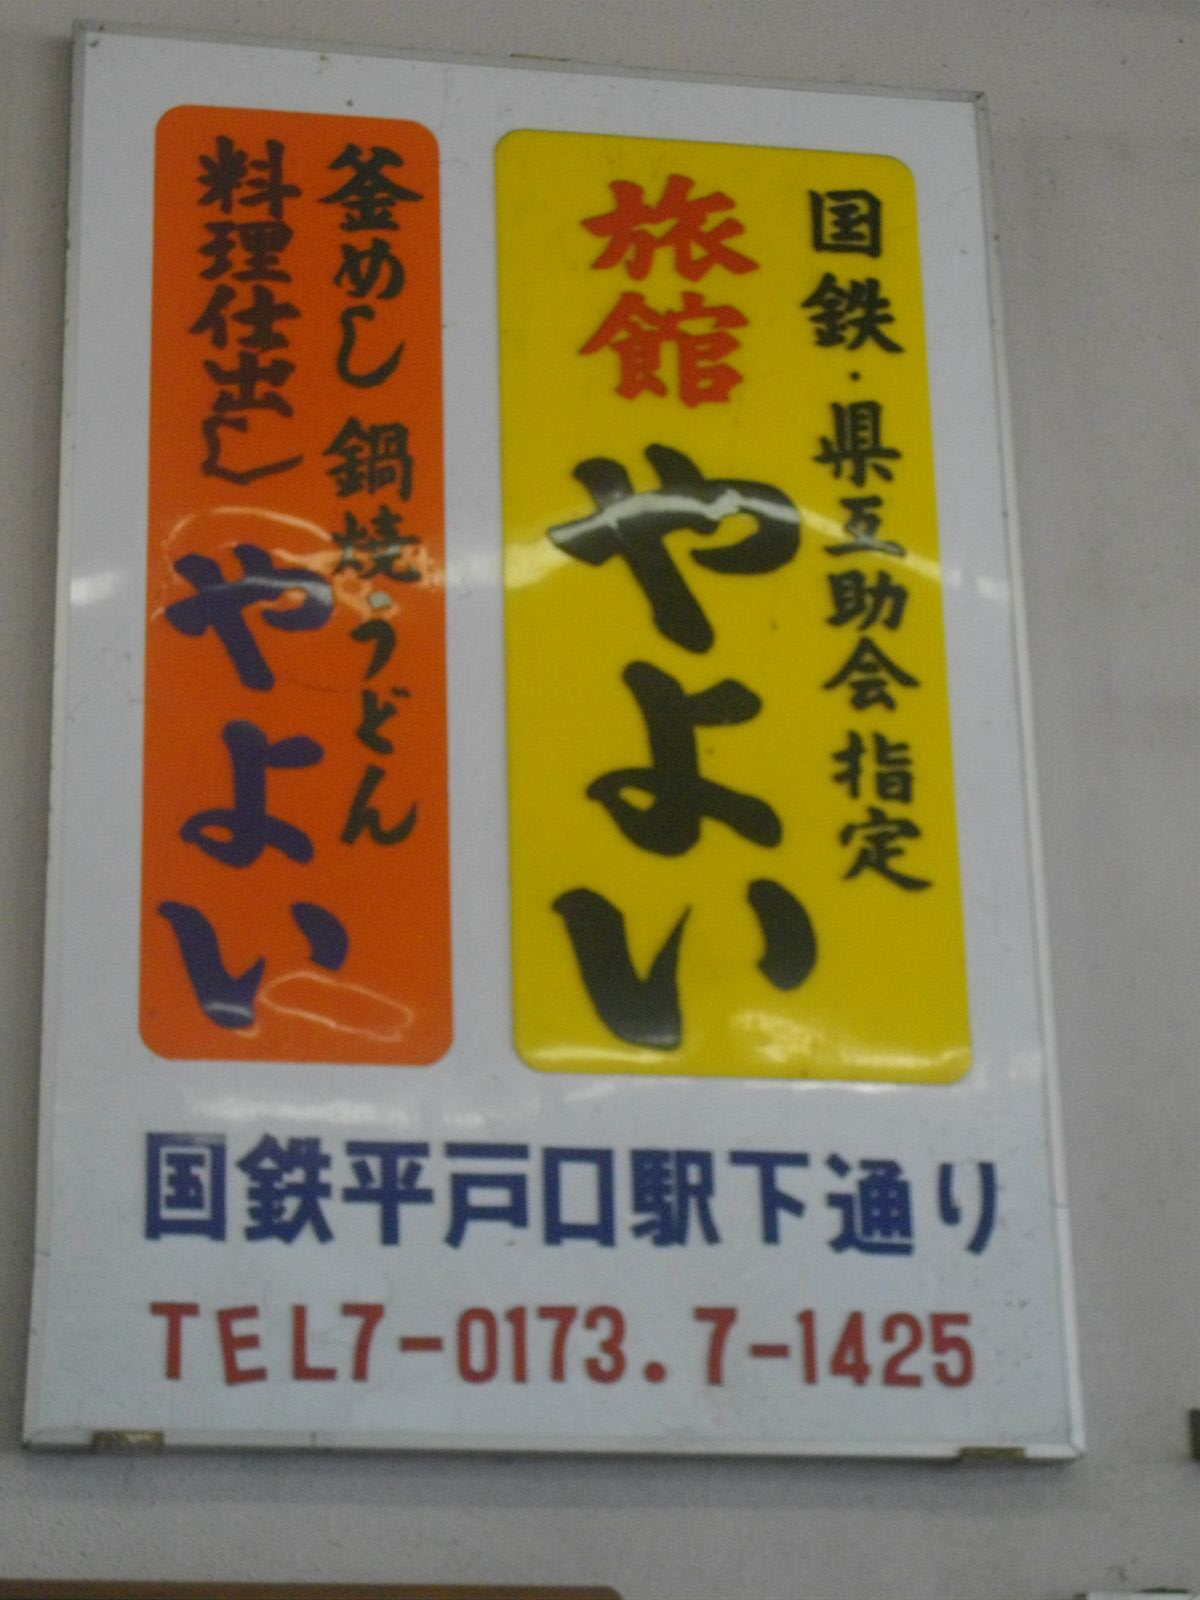 国鉄・県互助会指定
旅館 やよい
釜めし 鍋焼うどん
料理仕出し やよい
国鉄平戸口駅下通り
TEL7-0173.7-1425